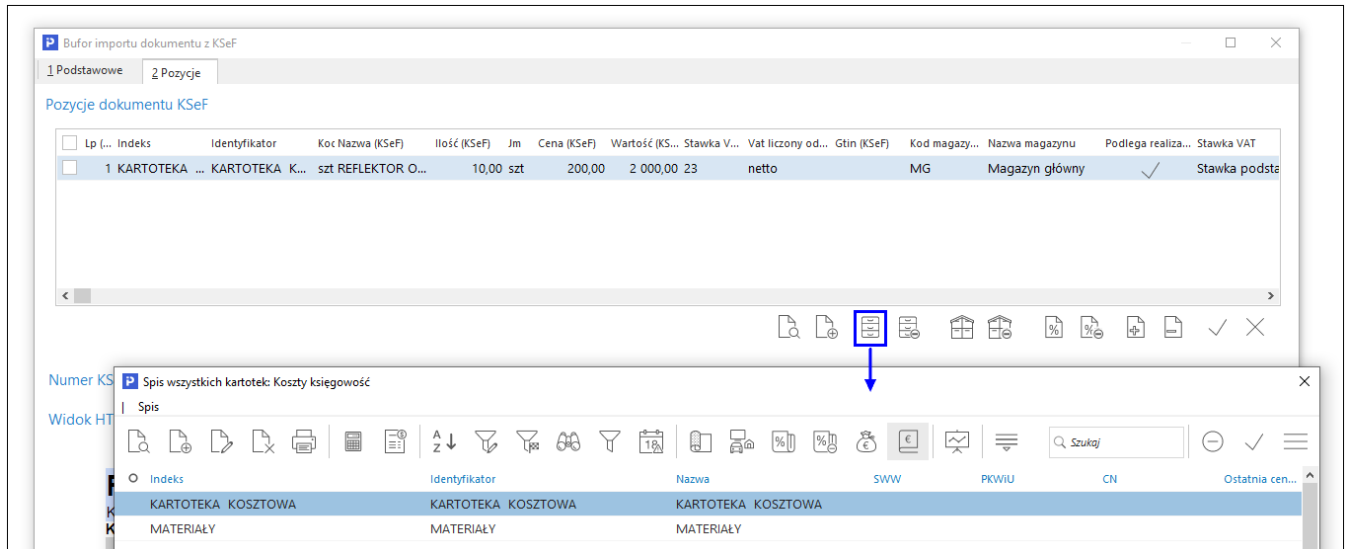 Bufor importu dokumentu z KSeF
1 Podstawowe 2 Pozycje
Pozycje dokumentu KSeF
Lp (... Indeks Identyfikator Koc Nazwa (KSeF) Ilość (KSeF) Jm Cena (KSeF) Wartość (KS... Stawka V... Vat liczony od... Gtin (KSeF) Kod magazy... Nazwa magazynu Podlega realiza... Stawka VAT
1 KARTOTEKA ... KARTOTEKA K... szt REFLEKTOR O... 10,00 szt 200,00 2 000,00 23 netto MG Magazyn główny Stawka podsta
Numer KS
Spis wszystkich kartotek: Koszty księgowość
Spis
Widok HT
Szukaj
Indeks Identyfikator Nazwa SWW PKWiU CN Ostatnia cen...
KARTOTEKA KOSZTOWA KARTOTEKA KOSZTOWA KARTOTEKA KOSZTOWA
MATERIAŁY MATERIAŁY MATERIAŁY